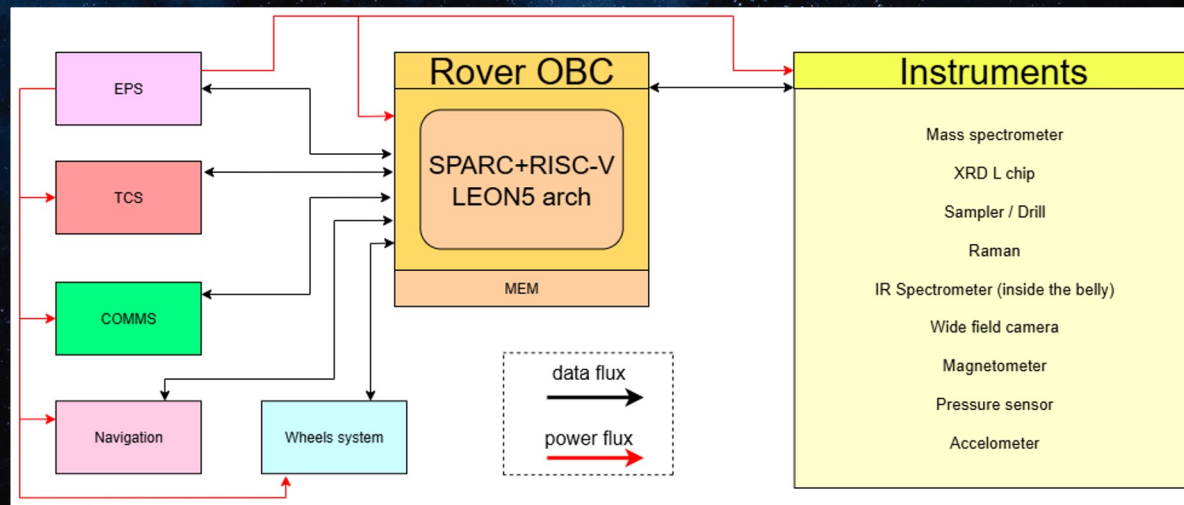 EPS
TCS
COMMS
Navigation
Wheels system
Rover OBC
SPARC+RISC-V
LEON5 arch
MEM
data flux
power flux
Instruments
Mass spectrometer
XRD L chip
Sampler / Drill
Raman
IR Spectrometer (inside the belly)
Wide field camera
Magnetometer
Pressure sensor
Accelometer